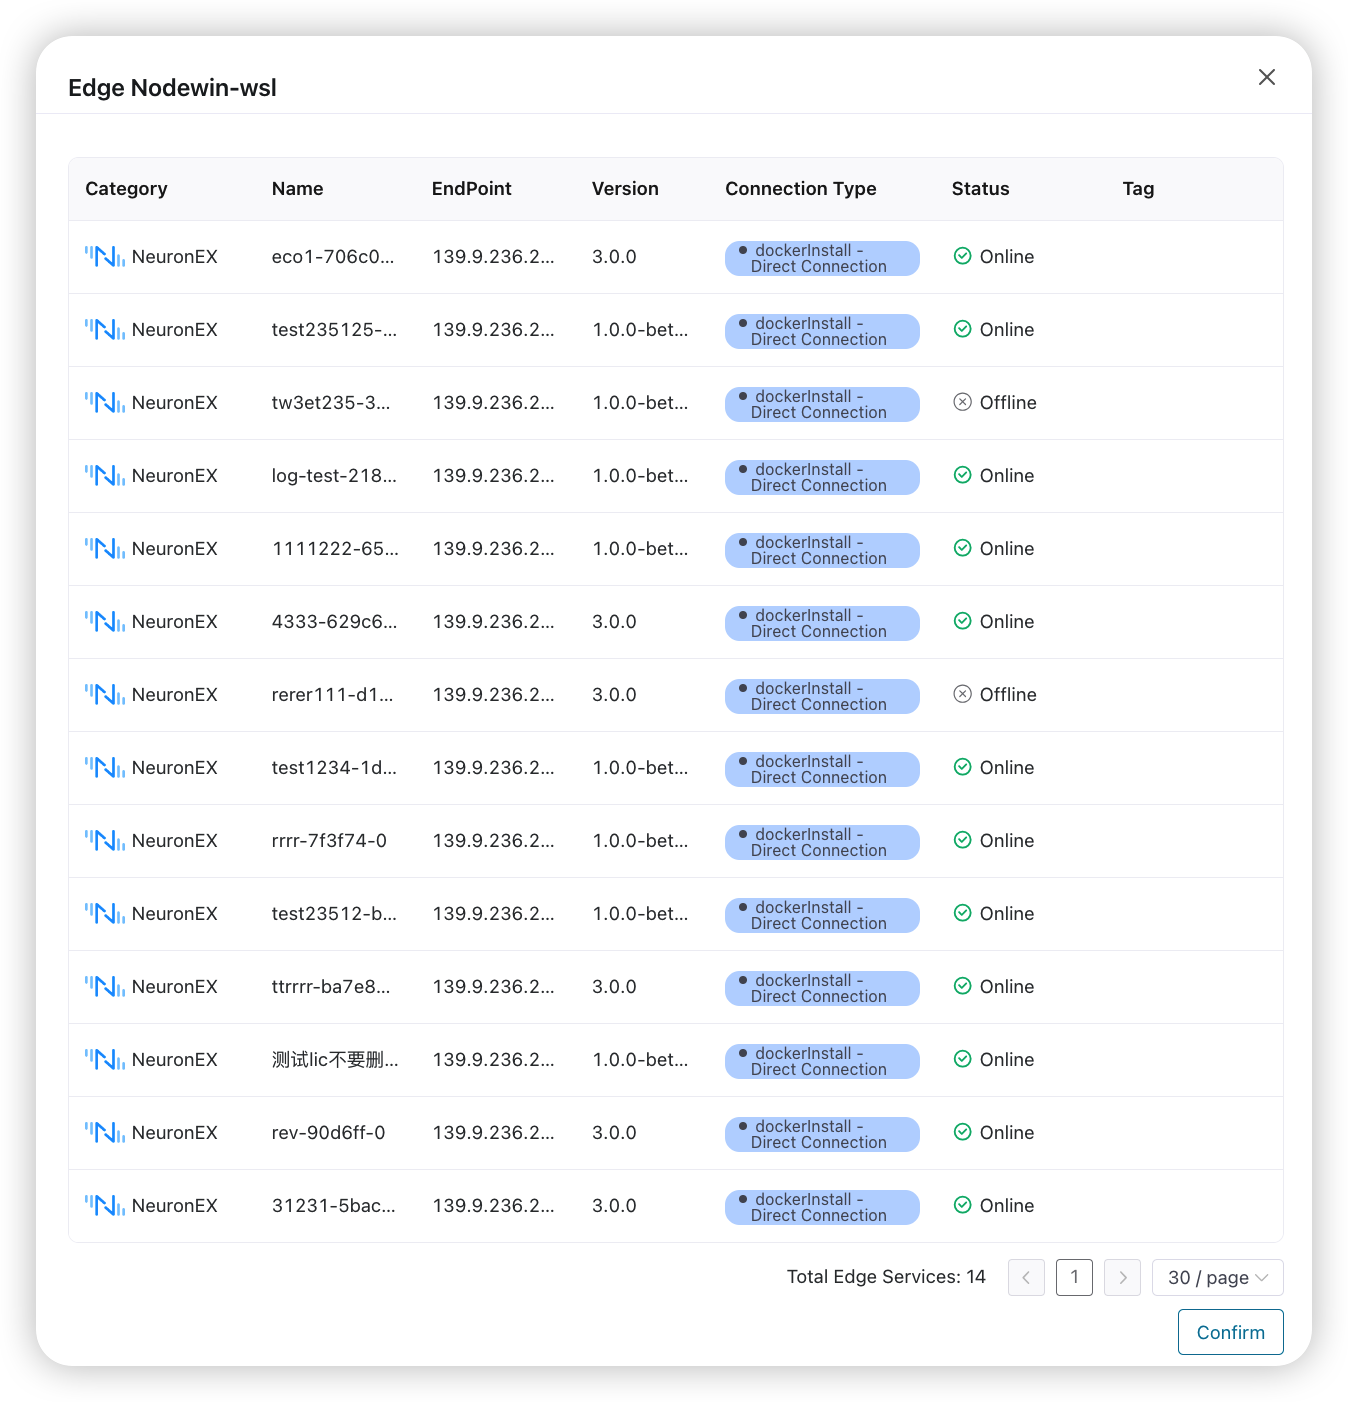 Edge Nodewin-wsl
Category Name EndPoint Version Connection Type Status Tag
NeuronEX eco1-706c0... 139.9.236.2... 3.0.0 dockerInstall - Direct Connection Online
NeuronEX test235125-... 139.9.236.2... 1.0.0-bet... dockerInstall - Direct Connection Online
NeuronEX tw3et235-3... 139.9.236.2... 1.0.0-bet... dockerInstall - Direct Connection Offline
NeuronEX log-test-218... 139.9.236.2... 1.0.0-bet... dockerInstall - Direct Connection Online
NeuronEX 1111222-65... 139.9.236.2... 1.0.0-bet... dockerInstall - Direct Connection Online
NeuronEX 4333-629c6... 139.9.236.2... 3.0.0 dockerInstall - Direct Connection Online
NeuronEX rerer111-d1... 139.9.236.2... 3.0.0 dockerInstall - Direct Connection Offline
NeuronEX test1234-1d... 139.9.236.2... 1.0.0-bet... dockerInstall - Direct Connection Online
NeuronEX rrrr-7f3f74-0 139.9.236.2... 1.0.0-bet... dockerInstall - Direct Connection Online
NeuronEX test23512-b... 139.9.236.2... 1.0.0-bet... dockerInstall - Direct Connection Online
NeuronEX ttrrrr-ba7e8... 139.9.236.2... 3.0.0 dockerInstall - Direct Connection Online
NeuronEX 测试lic不要删... 139.9.236.2... 1.0.0-bet... dockerInstall - Direct Connection Online
NeuronEX rev-90d6ff-0 139.9.236.2... 3.0.0 dockerInstall - Direct Connection Online
NeuronEX 31231-5bac... 139.9.236.2... 3.0.0 dockerInstall - Direct Connection Online
Total Edge Services: 14 1 30 / page
Confirm